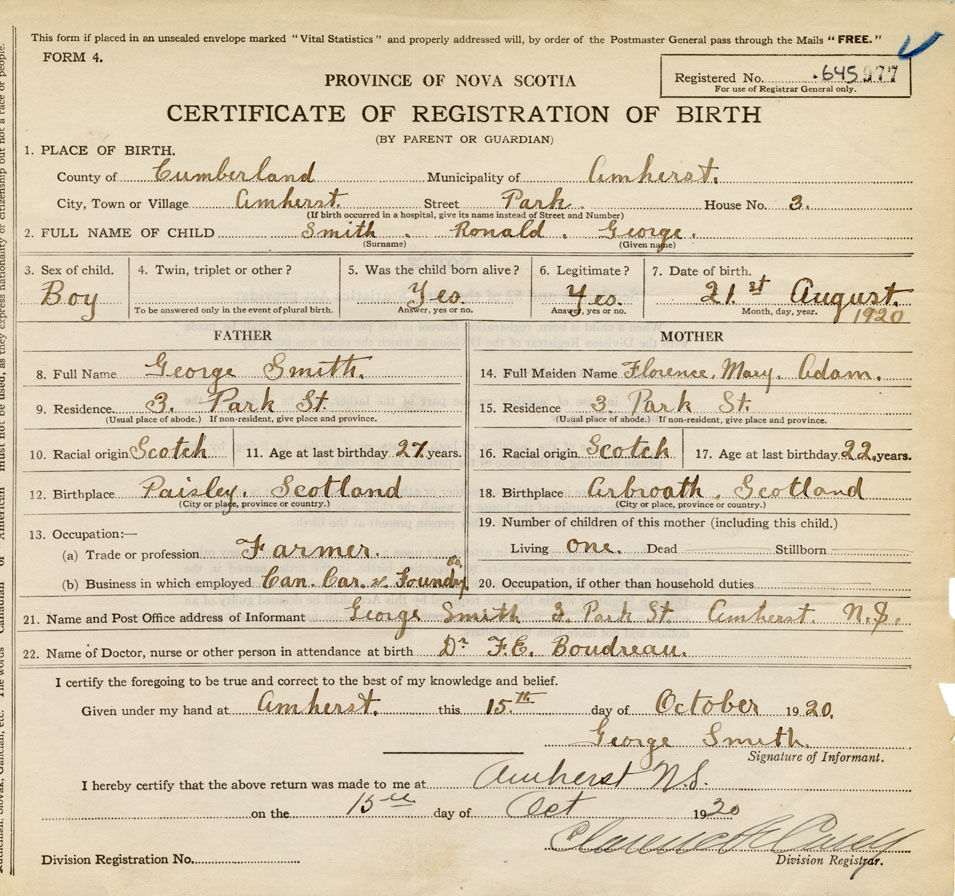 This form if placed in an unsealed envelope marked "Vital Statistics" and properly addressed will, by order of the Postmaster General pass through the Mails "FREE."
FORM 4.
PROVINCE OF NOVA SCOTIA
Registered No. 645977
For use of Registrar General only.
CERTIFICATE OF REGISTRATION OF BIRTH
(BY PARENT OR GUARDIAN)
1. PLACE OF BIRTH.
County of Cumberland Municipality of Amherst.
City, Town or Village Amherst. Street Park House No. 3.
(If birth occurred in a hospital, give its name instead of Street and Number)
2. FULL NAME OF CHILD Smith. Ronald. George.
(Surname) (Given name)
3. Sex of child. 4. Twin, triplet or other? 5. Was the child born alive? 6. Legitimate? 7. Date of birth.
Boy Yes. Yes. 21st August.
To be answered only in the event of plural birth. Answer, yes or no. Answer, yes or no. Month, day, year. 1920
FATHER MOTHER
8. Full Name George Smith. 14. Full Maiden Name Florence. Mary. Adam.
9. Residence. 3. Park St. 15. Residence 3. Park St.
(Usual place of abode.) If non-resident, give place and province. (Usual place of abode.) If non-resident, give place and province.
10. Racial origin Scotch 11. Age at last birthday 27 years. 16. Racial origin Scotch 17. Age at last birthday 22 years.
12. Birthplace Paisley. Scotland 18. Birthplace Arbroath. Scotland
(City or place, province or country.) (City or place, province or country.)
13. Occupation:— 19. Number of children of this mother (including this child.)
(a) Trade or profession Farmer. Living one. Dead Stillborn
(b) Business in which employed Can. Car. & Foundry Co. 20. Occupation, if other than household duties
21. Name and Post Office address of Informant George Smith 3. Park St. Amherst. N.S.
22. Name of Doctor, nurse or other person in attendance at birth Dr F.E. Boudreau.
I certify the foregoing to be true and correct to the best of my knowledge and belief.
Given under my hand at Amherst. this 15th day of October 1920.
George Smith.
Signature of Informant.
I hereby certify that the above return was made to me at Amherst N.S.
on the 15th day of Oct 1920
Division Registration No.
Division Registrar.